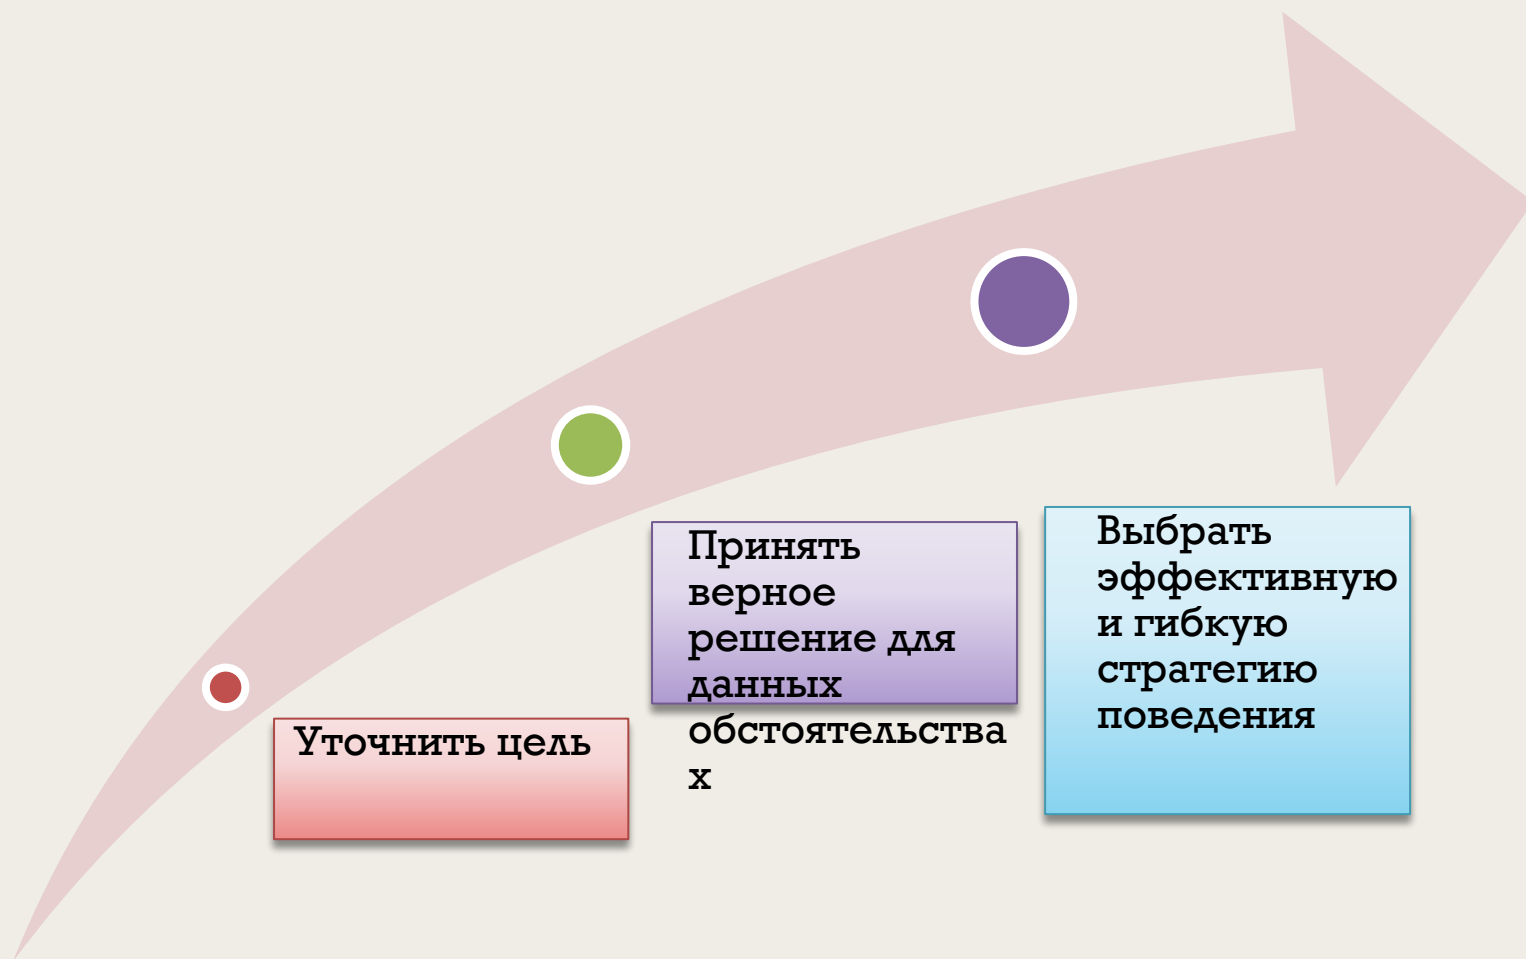 Уточнить цель
Принять
верное
решение для
данных
обстоятельства
х
Выбрать
эффективную
и гибкую
стратегию
поведения